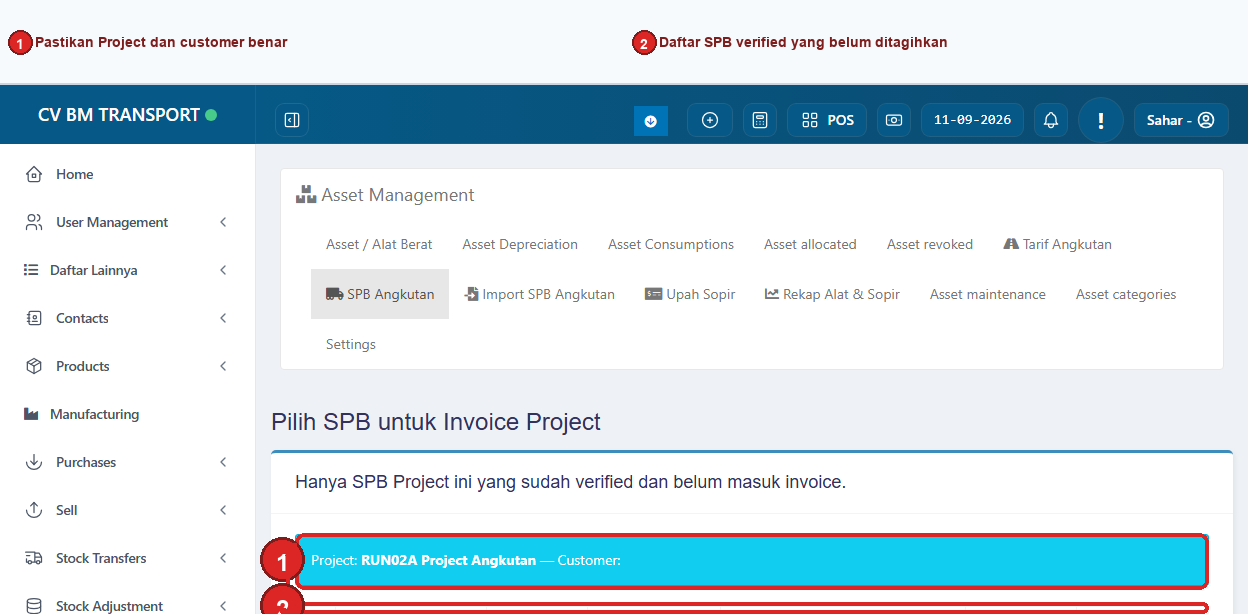 1 Pastikan Project dan customer benar
2 Daftar SPB verified yang belum ditagihkan
CV BM TRANSPORT
POS
11-09-2026
Sahar -
Home
User Management
Daftar Lainnya
Contacts
Products
Manufacturing
Purchases
Sell
Stock Transfers
Stock Adjustment
Asset Management
Asset / Alat Berat
Asset Depreciation
Asset Consumptions
Asset allocated
Asset revoked
Tarif Angkutan
SPB Angkutan
Import SPB Angkutan
Upah Sopir
Rekap Alat & Sopir
Asset maintenance
Asset categories
Settings
Pilih SPB untuk Invoice Project
Hanya SPB Project ini yang sudah verified dan belum masuk invoice.
1
Project: RUN02A Project Angkutan — Customer:
2